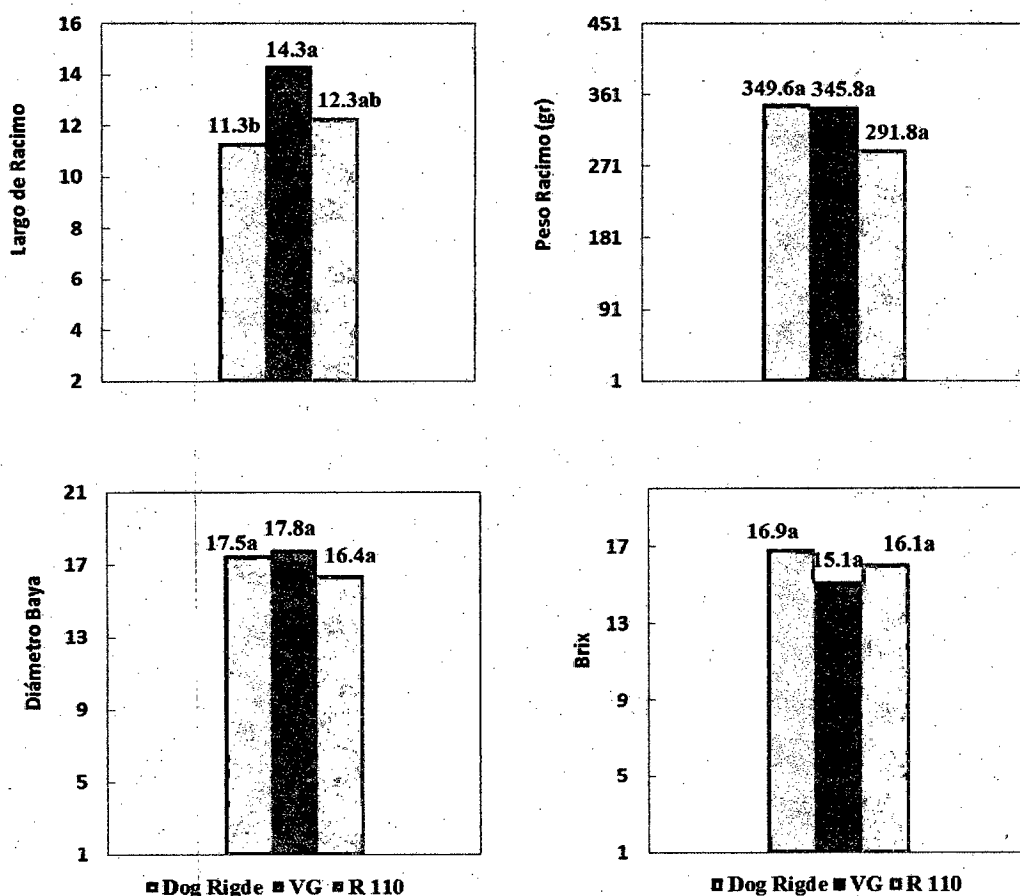 Largo de Racimo
16
14
12
10
8
6
4
2
11.3b
14.3a
12.3ab
Peso Racimo (gr)
451
361
271
181
91
1
349.6a
345.8a
291.8a
Diámetro Baya
21
17
13
9
5
1
17.5a
17.8a
16.4a
Dog Rigde VG R 110
Brix
17
13
9
5
1
16.9a
15.1a
16.1a
Dog Rigde VG R 110